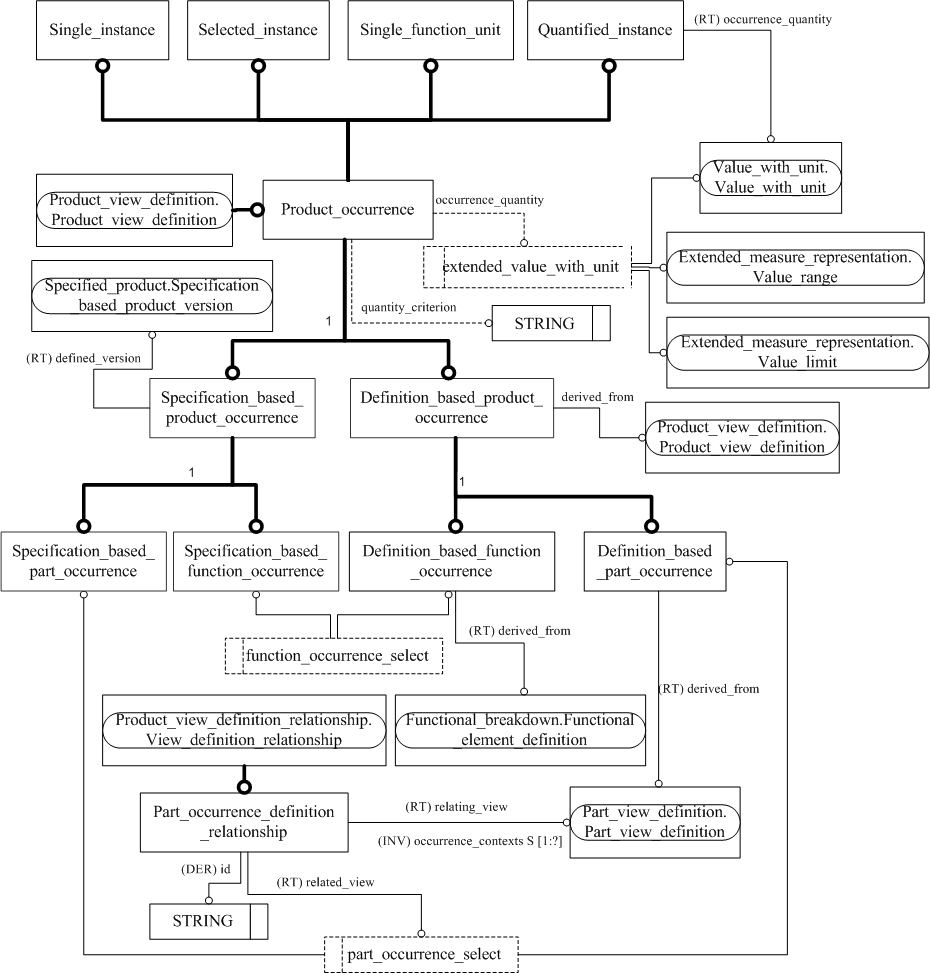 Single_instance
Selected_instance
Single_function_unit
Quantified_instance
(RT) occurrence_quantity
Value_with_unit.
Value_with_unit
Product_view_definition.
Product_view_definition
Product_occurrence
occurrence_quantity
extended_value_with_unit
Extended_measure_representation.
Value_range
Specified_product.Specification
_based_product_version
quantity_criterion
STRING
1
Extended_measure_representation.
Value_limit
(RT) defined_version
Specification_based_
product_occurrence
Definition_based_product_
occurrence
derived_from
Product_view_definition.
Product_view_definition
1
1
Specification_based_
part_occurrence
Specification_based_
function_occurrence
Definition_based_function
_occurrence
Definition_based
_part_occurrence
(RT) derived_from
function_occurrence_select
(RT) derived_from
Product_view_definition_relationship.
View_definition_relationship
Functional_breakdown.Functional
_element_definition
Part_occurrence_definition
_relationship
(RT) relating_view
(INV) occurrence_contexts S [1:?]
Part_view_definition.
Part_view_definition
(DER) id
(RT) related_view
STRING
part_occurrence_select